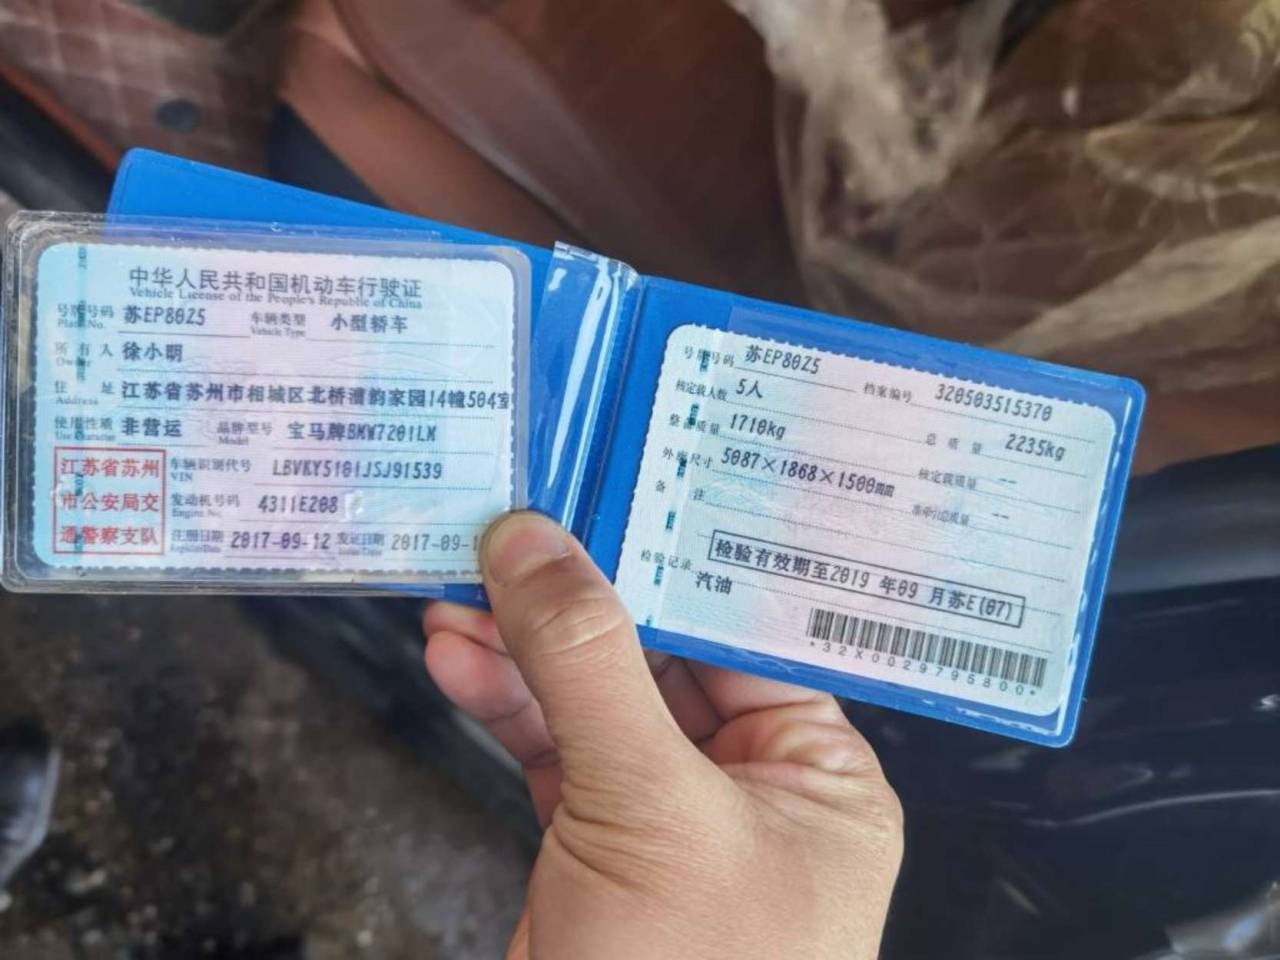 中华人民共和国机动车行驶证
Vehicle License of the People's Republic of China
号牌号码 苏EP80Z5 车辆类型 小型轿车
Plate No. Vehicle Type
所有人 徐小明
Owner
住址 江苏省苏州市相城区北桥漕韵家园14幢504室
Address
使用性质 非营运 品牌型号 宝马牌BMW7201LM
Use Character Model
江苏省苏州
市公安局交
通警察支队
车辆识别代号 LBVKY5101JSJ91539
VIN
发动机号码 4311E208
Engine No.
注册日期 2017-09-12 发证日期 2017-09-1
Register Date Issue Date
号牌号码 苏EP80Z5 档案编号 320503515370
核定载人数 5人 总质量 2235kg
整备质量 1710kg 核定载质量 --
外廓尺寸 5087×1868×1500mm 准牵引总质量 --
备注
检验有效期至2019 年09 月苏E(07)
检验记录
汽油
*32X0029795800*